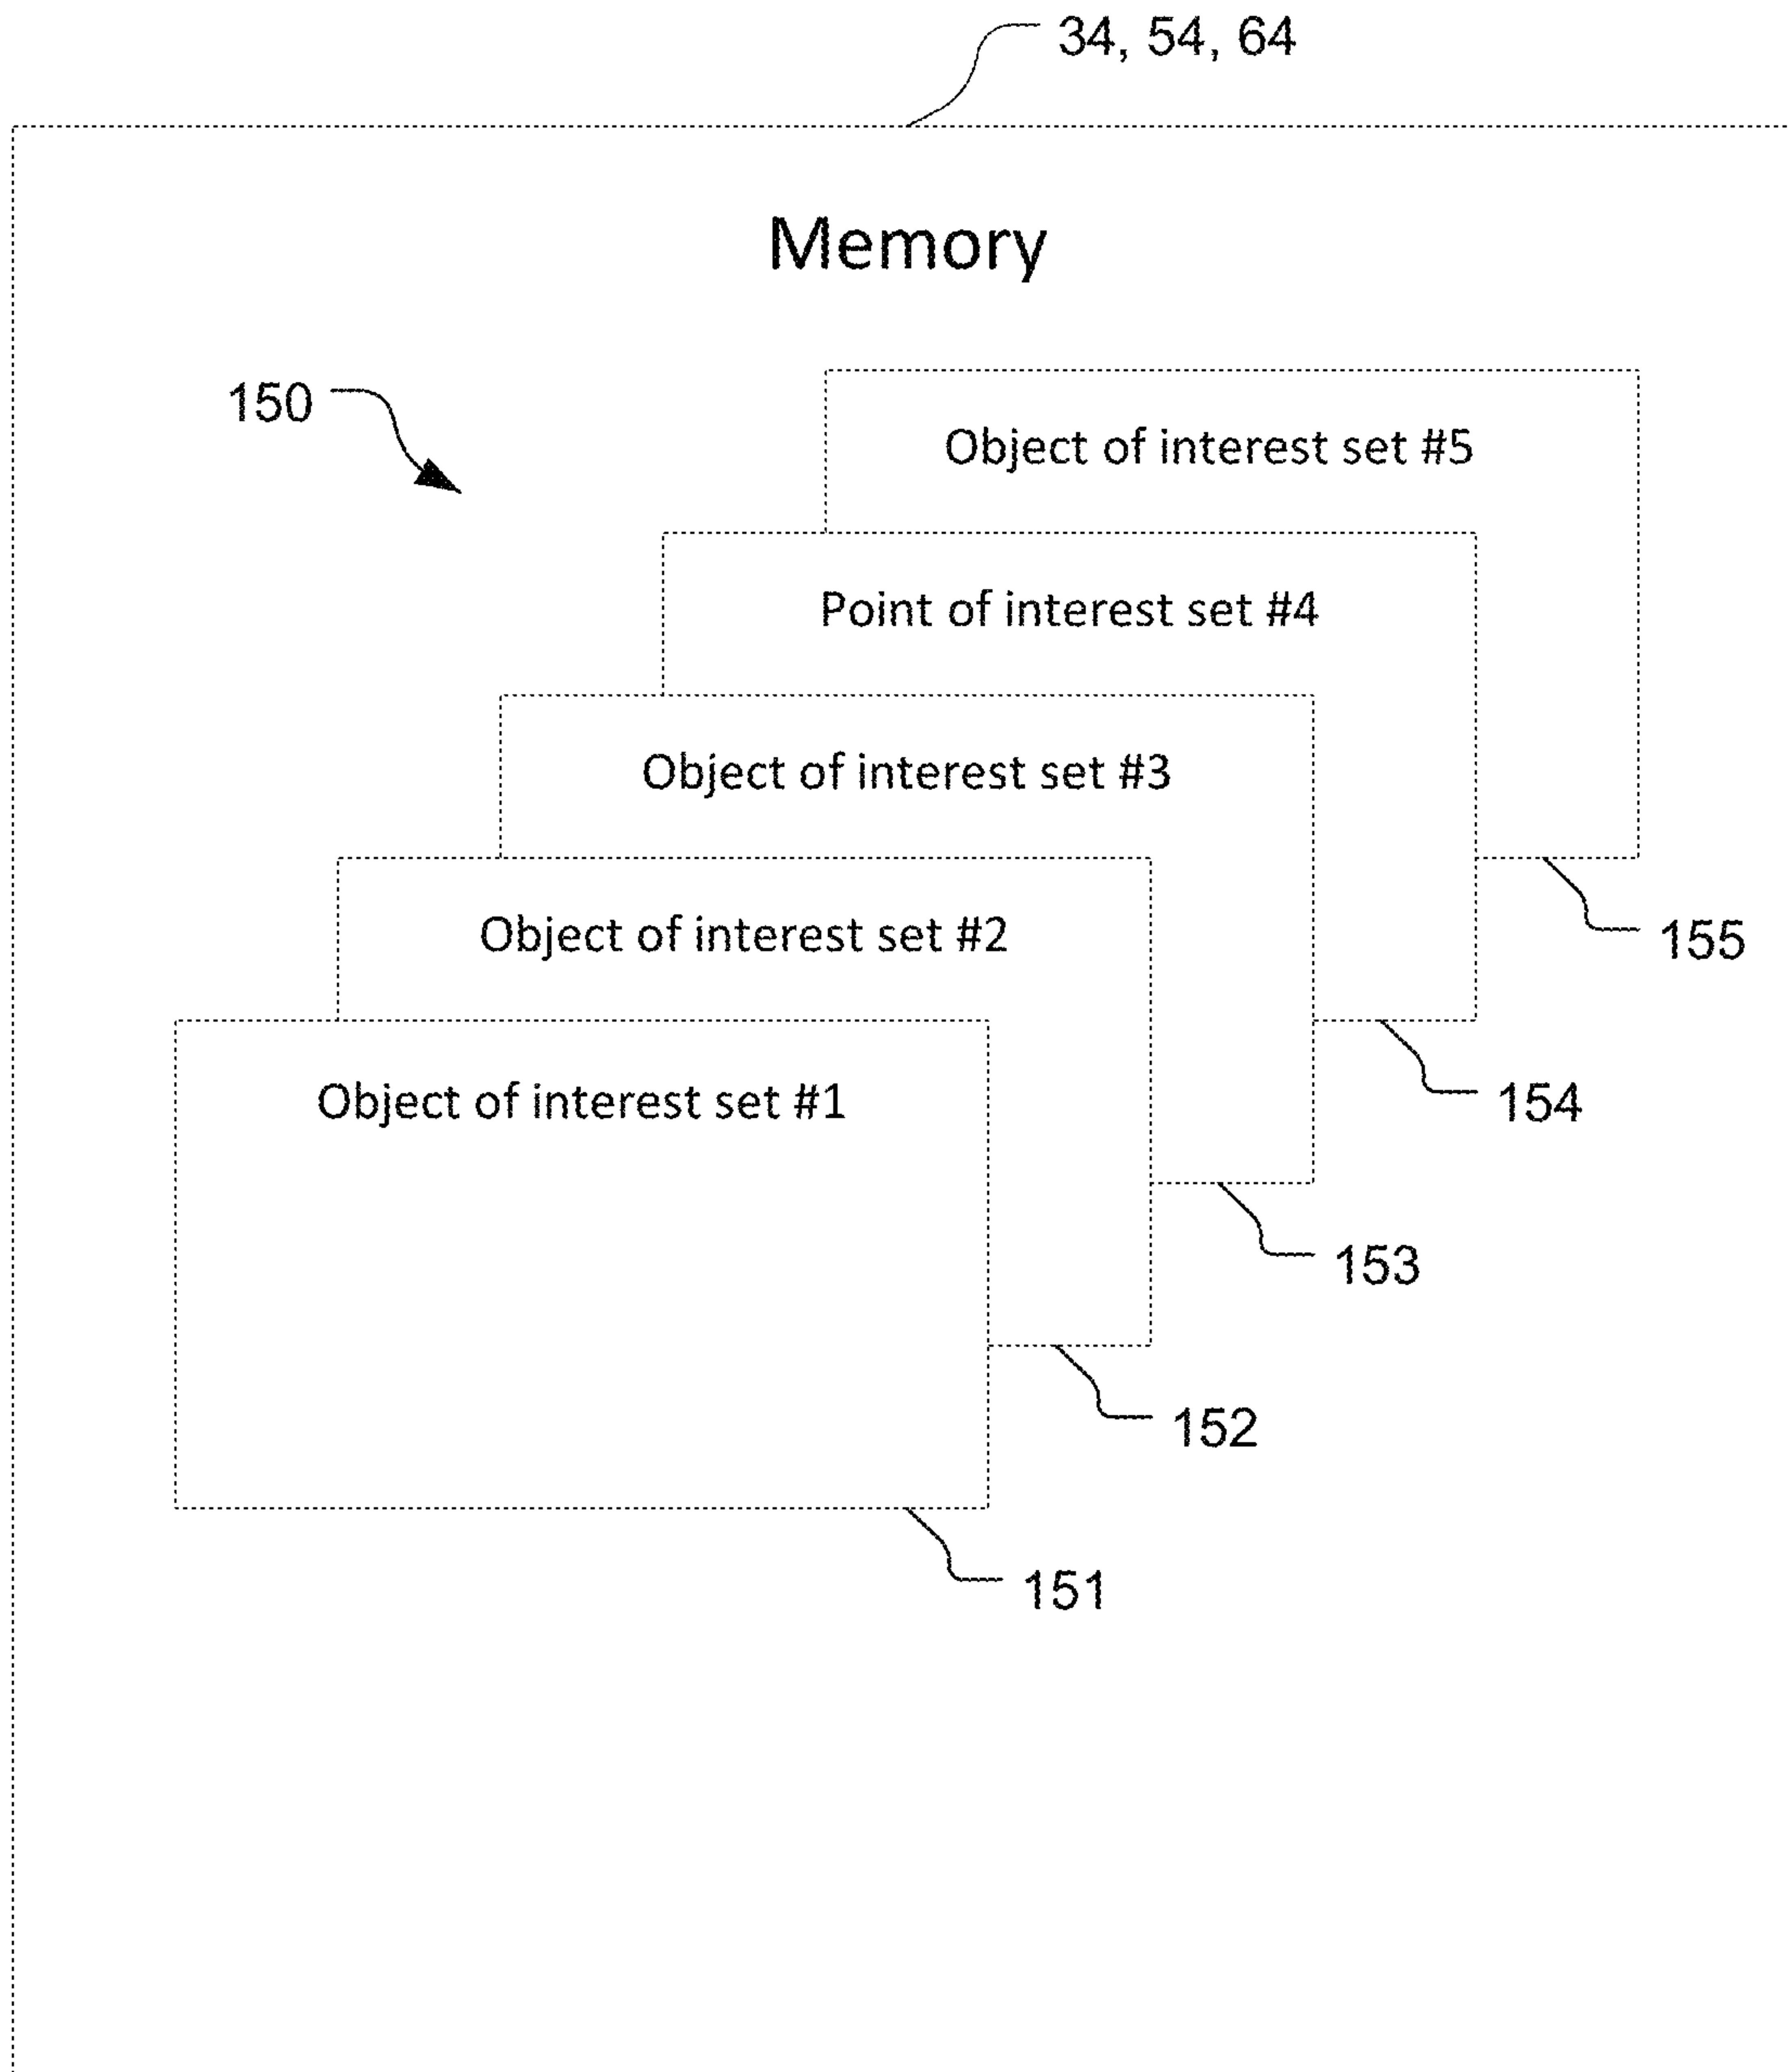 34, 54, 64
Memory
150
Object of interest set #5
Point of interest set #4
Object of interest set #3
Object of interest set #2
155
Object of interest set #1
154
153
152
151